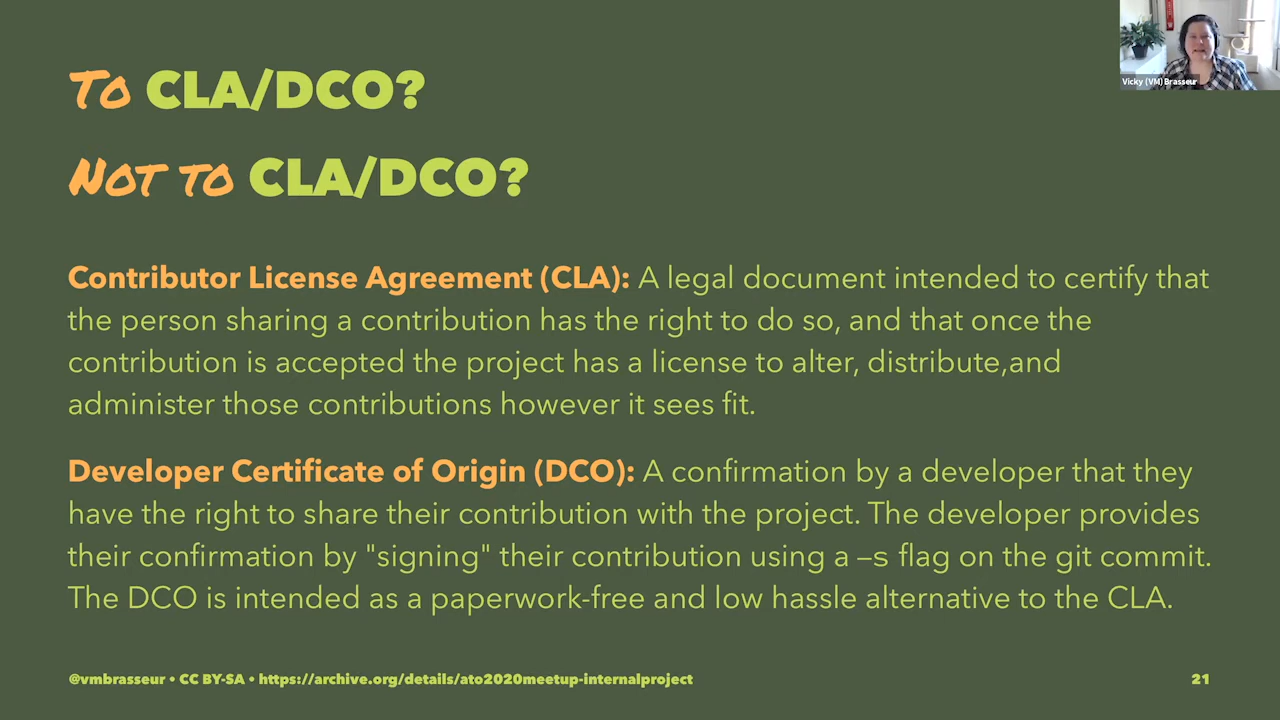 To CLA/DCO?
Not to CLA/DCO?
Contributor License Agreement (CLA): A legal document intended to certify that
the person sharing a contribution has the right to do so, and that once the
contribution is accepted the project has a license to alter, distribute,and
administer those contributions however it sees fit.
Developer Certificate of Origin (DCO): A confirmation by a developer that they
have the right to share their contribution with the project. The developer provides
their confirmation by "signing" their contribution using a –s flag on the git commit.
The DCO is intended as a paperwork-free and low hassle alternative to the CLA.
@vmbrasseur • CC BY-SA • https://archive.org/details/ato2020meetup-internalproject
21
Vicky (VM) Brasseur